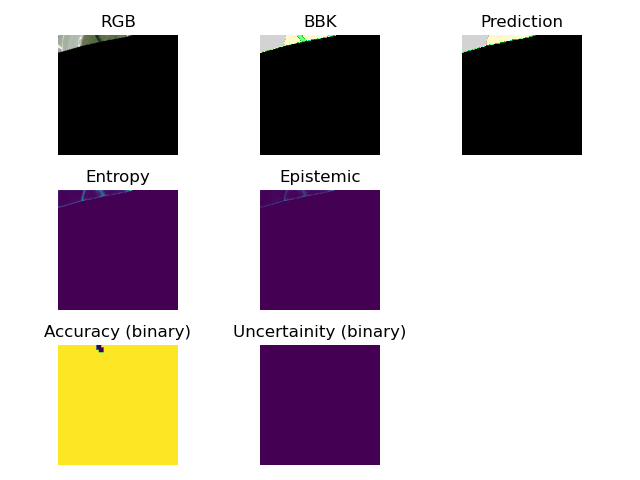 RGB
BBK
Prediction
Entropy
Epistemic
Accuracy (binary)
Uncertainity (binary)